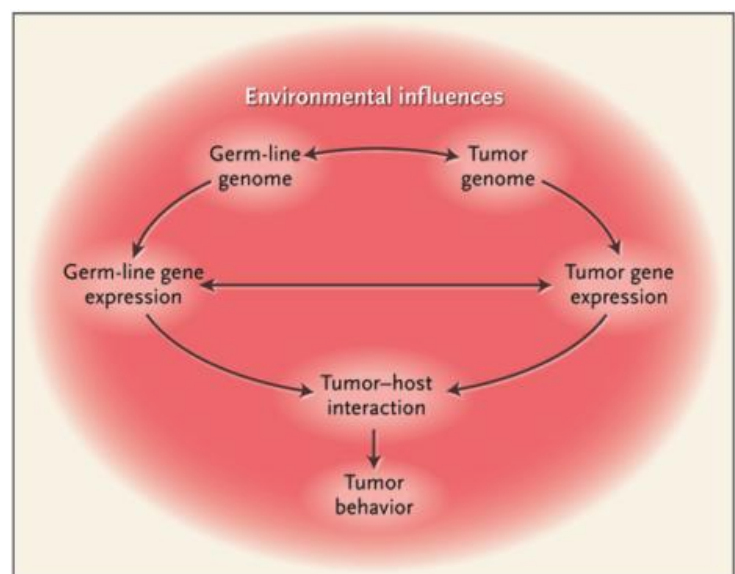 Environmental influences
Germ-line
genome
Tumor
genome
Germ-line gene
expression
Tumor gene
expression
Tumor–host
interaction
Tumor
behavior